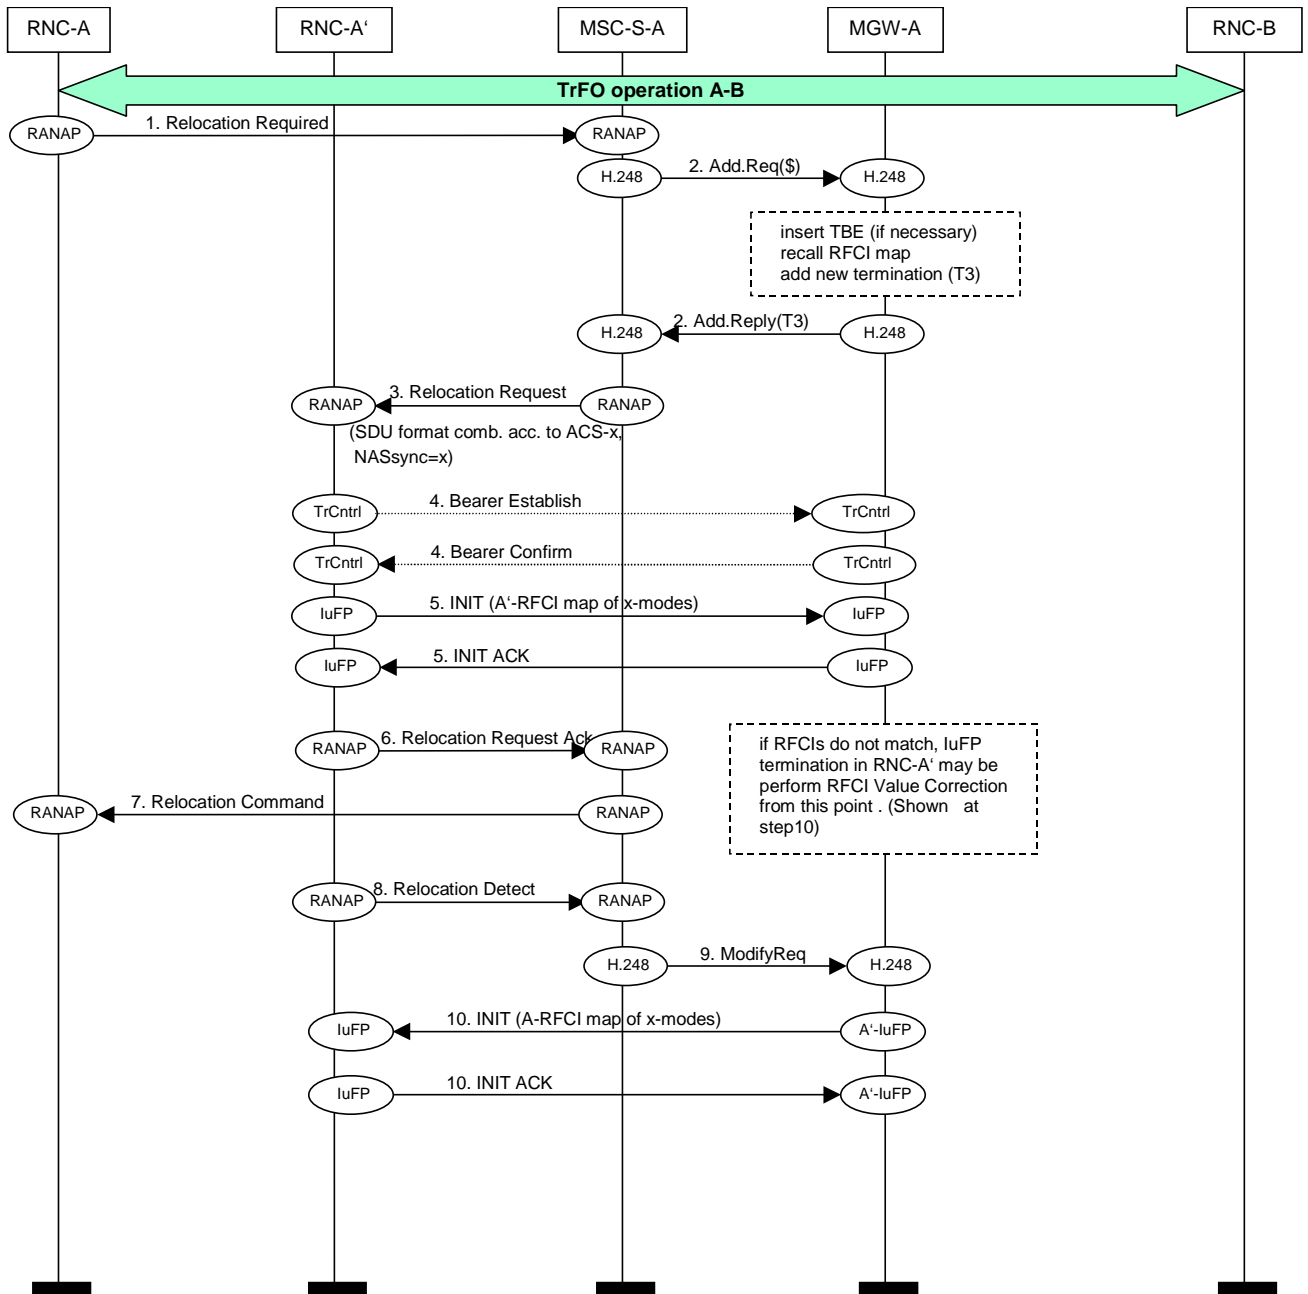 RNC-A
RNC-A‘
MSC-S-A
MGW-A
RNC-B
TrFO operation A-B
RANAP
1. Relocation Required
RANAP
H.248
2. Add.Req($)
H.248
insert TBE (if necessary)
recall RFCI map
add new termination (T3)
H.248
2. Add.Reply(T3)
H.248
RANAP
3. Relocation Request
RANAP
(SDU format comb. acc. to ACS-x,
NASsync=x)
TrCntrl
4. Bearer Establish
TrCntrl
TrCntrl
4. Bearer Confirm
TrCntrl
IuFP
5. INIT (A‘-RFCI map of x-modes)
IuFP
IuFP
5. INIT ACK
IuFP
RANAP
6. Relocation Request Ack
RANAP
if RFCIs do not match, IuFP
termination in RNC-A‘ may be
perform RFCI Value Correction
from this point . (Shown at
step10)
RANAP
7. Relocation Command
RANAP
RANAP
8. Relocation Detect
RANAP
H.248
9. ModifyReq
H.248
IuFP
10. INIT (A-RFCI map of x-modes)
A‘-IuFP
IuFP
10. INIT ACK
A‘-IuFP